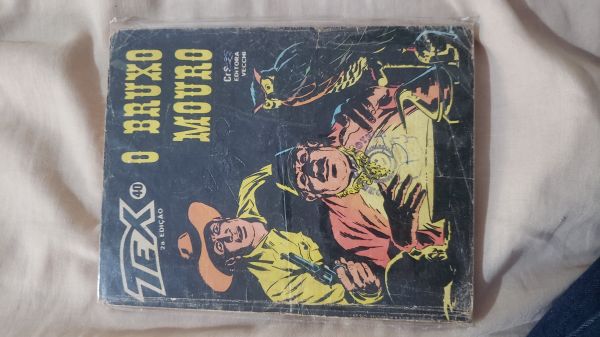 TEX
40
2ª EDIÇÃO
O BRUXO
MOURO
EDITORA
VECCHI